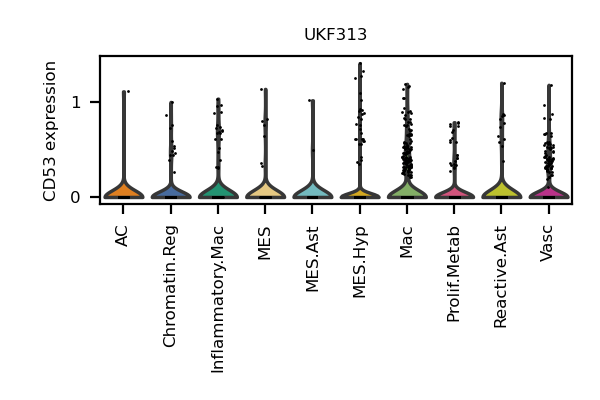 UKF313
CD53 expression
1
0
AC
Chromatin.Reg
Inflammatory.Mac
MES
MES.Ast
MES.Hyp
Mac
Prolif.Metab
Reactive.Ast
Vasc